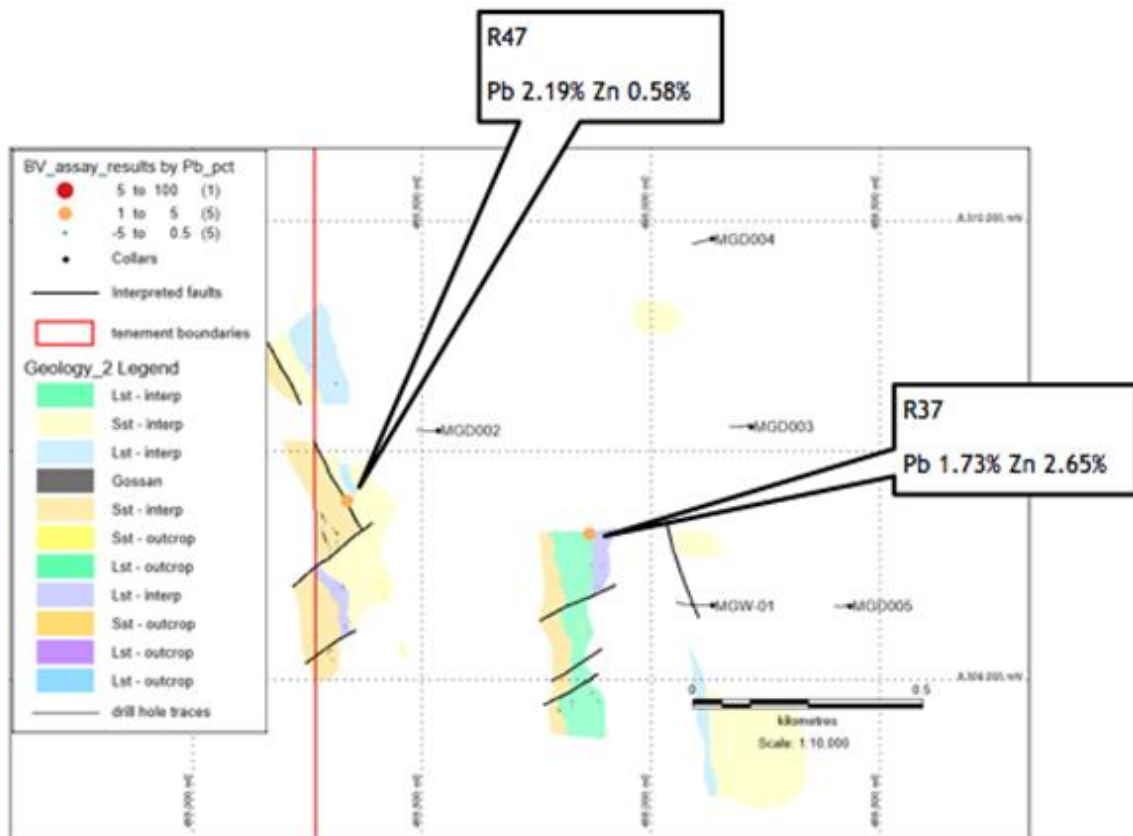 R47
Pb 2.19% Zn 0.58%
BV_assay_results by Pb_pct
5 to 100 (1)
1 to 5 (5)
-5 to 0.5 (5)
Collars
Interpreted faults
tenement boundaries
Geology_2 Legend
Lst - interp
Sst - interp
Lst - interp
Gossan
Sst - interp
Sst - outcrop
Lst - outcrop
Lst - interp
Sst - outcrop
Lst - outcrop
Lst - outcrop
drill hole traces
MGD004
MGD002
MGD003
R37
Pb 1.73% Zn 2.65%
MGW-01
MGD005
0 0.5
kilometres
Scale: 1:10,000